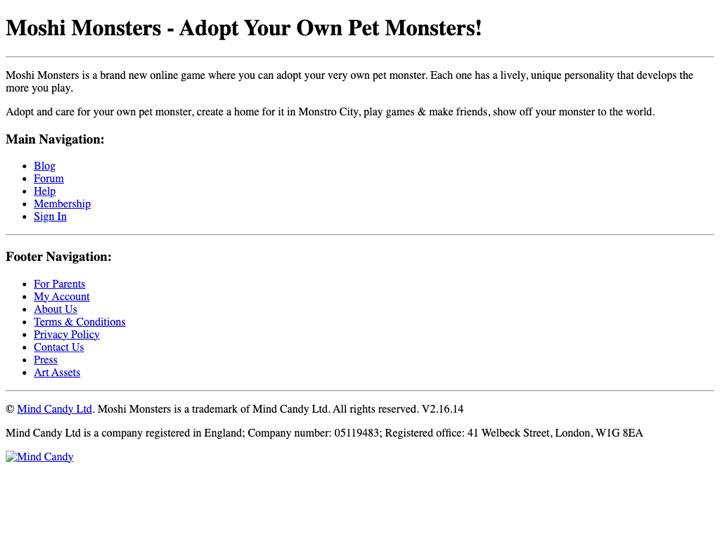 Moshi Monsters - Adopt Your Own Pet Monsters!
Moshi Monsters is a brand new online game where you can adopt your very own pet monster. Each one has a lively, unique personality that develops the
more you play.
Adopt and care for your own pet monster, create a home for it in Monstro City, play games & make friends, show off your monster to the world.
Main Navigation:
Blog
Forum
Help
Membership
Sign In
Footer Navigation:
For Parents
My Account
About Us
Terms & Conditions
Privacy Policy
Contact Us
Press
Art Assets
© Mind Candy Ltd. Moshi Monsters is a trademark of Mind Candy Ltd. All rights reserved. V2.16.14
Mind Candy Ltd is a company registered in England; Company number: 05119483; Registered office: 41 Welbeck Street, London, W1G 8EA
Mind Candy